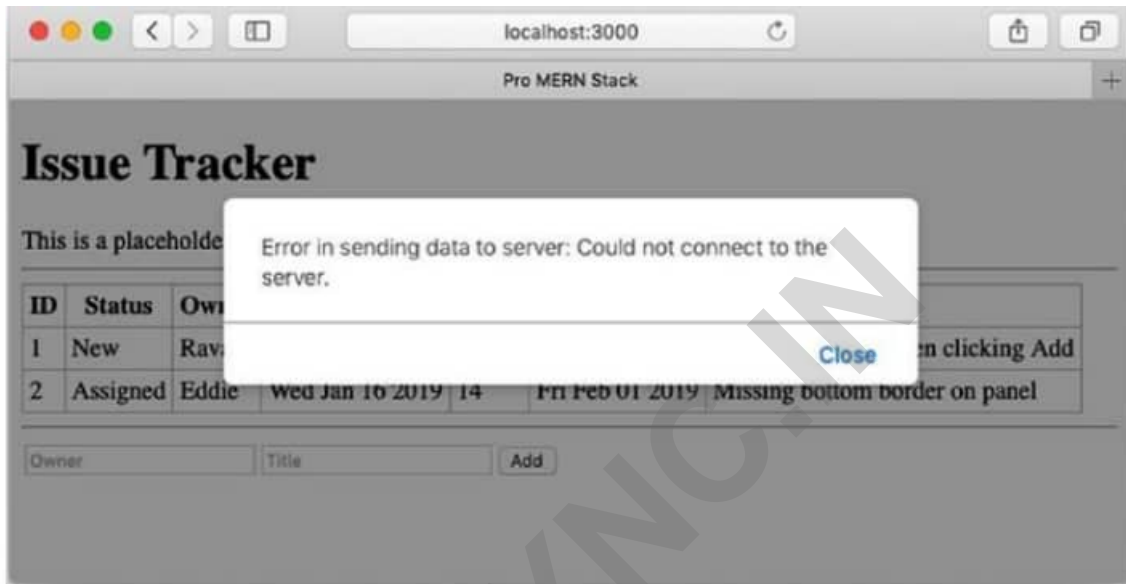 localhost:3000
Pro MERN Stack
Issue Tracker
This is a
Error in sending data to server: Could not connect to the
server.
Close
ID Status
1 New clicking Add
2 Assigned Eddie Wed Jan 16 2019 14 Fri Feb 01 2019 Missing bottom border on panel
Owner Title Add